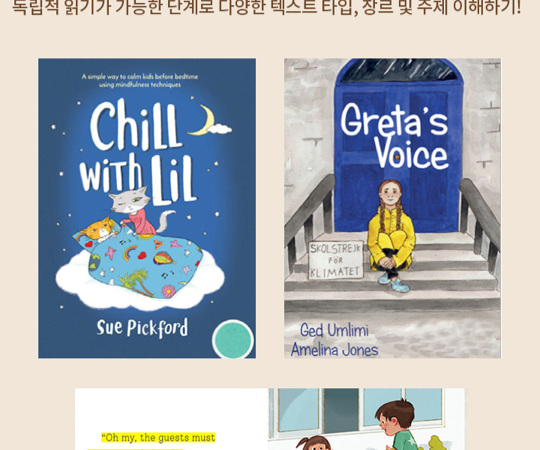 독립적 읽기가 가능한 단계로 다양한 텍스트 타입, 장르 및 주제 이해하기!
A simple way to calm kids before bedtime
using mindfulness techniques
Chill
with Lil
Sue Pickford
Greta's
Voice
SKOLSTREJK
FÖR
KLIMATET
Ged Umlimi
Amelina Jones
"Oh my, the guests must